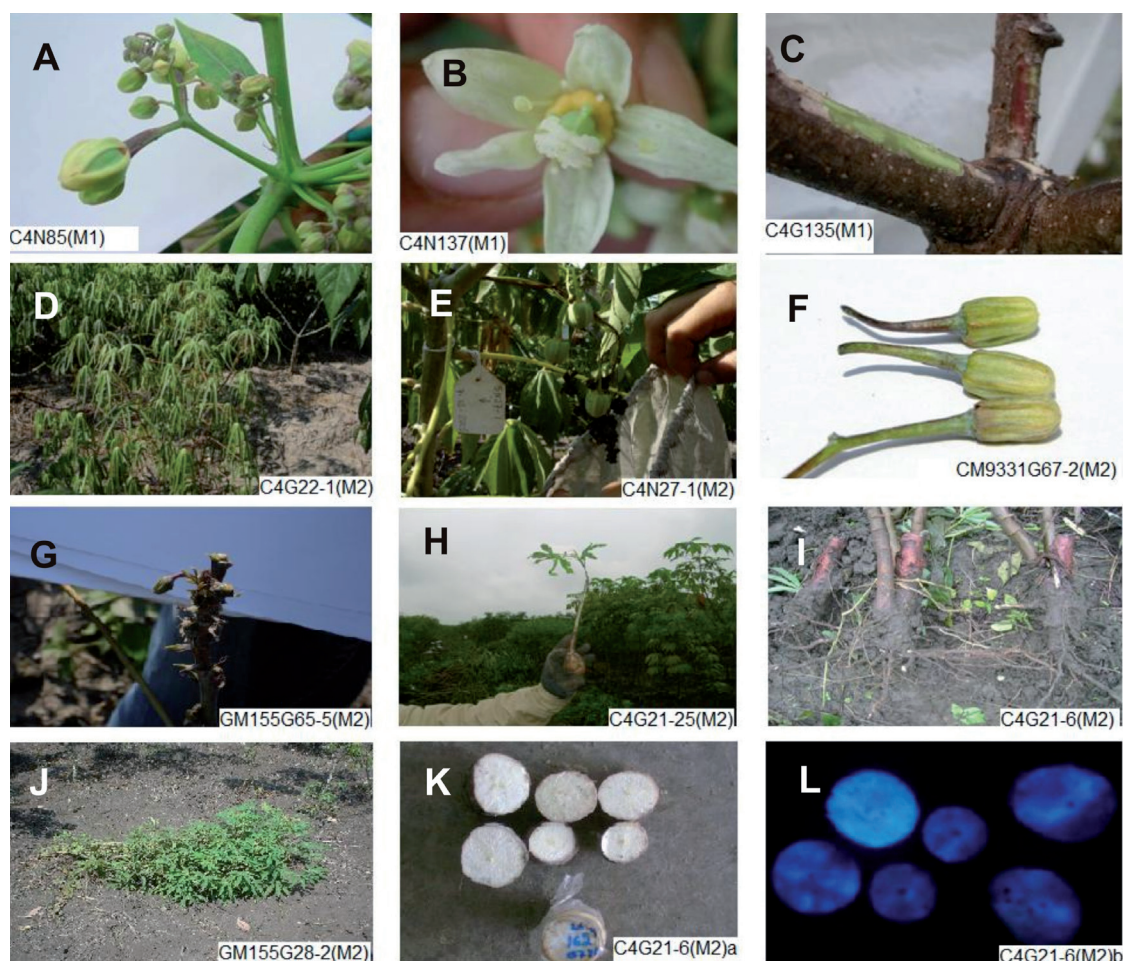 A
C4N85(M1)
B
C4N137(M1)
C
C4G135(M1)
D
C4G22-1(M2)
E
C4N27-1(M2)
F
CM9331G67-2(M2)
G
GM155G65-5(M2)
H
C4G21-25(M2)
I
C4G21-6(M2)
J
GM155G28-2(M2)
K
162
C4G21-6(M2)a
L
C4G21-6(M2)b